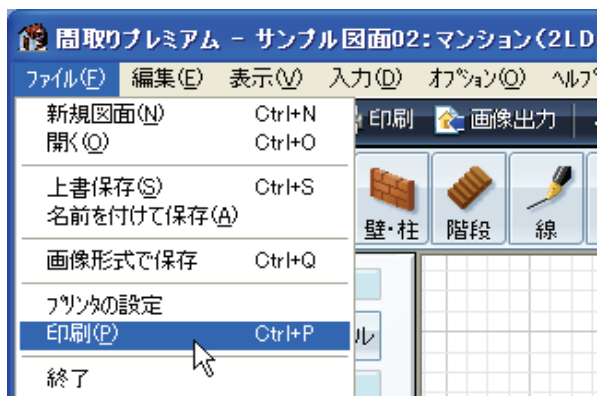 間取りプレミアム - サンプル図面02:マンション(2LD
ファイル(F) 編集(E) 表示(V) 入力(D) オプション(O) ヘルプ
新規図面(N) Ctrl+N
開く(O) Ctrl+O
上書保存(S) Ctrl+S
名前を付けて保存(A)
画像形式で保存 Ctrl+Q
プリンタの設定
印刷(P) Ctrl+P
終了
印刷 画像出力
壁・柱 階段 線
ル